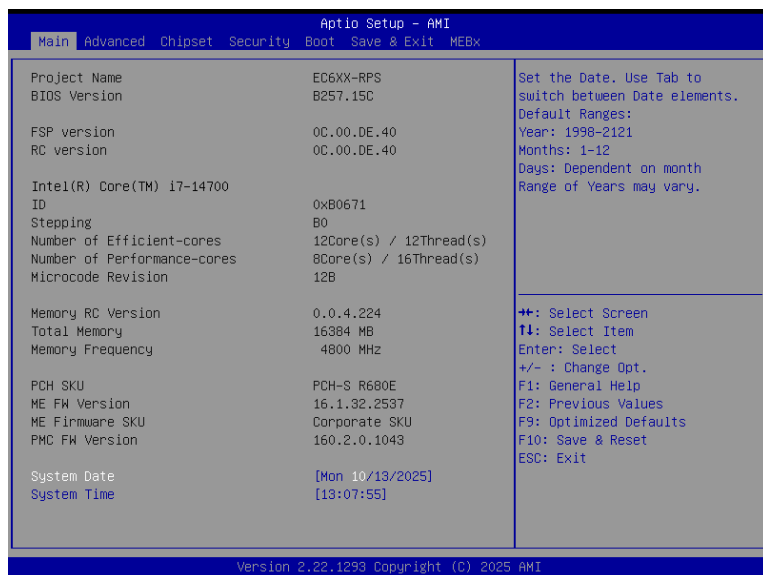 Aptio Setup – AMI
Main Advanced Chipset Security Boot Save & Exit MEBx
Project Name EC6XX-RPS
BIOS Version B257.15C
FSP version 0C.00.DE.40
RC version 0C.00.DE.40
Intel(R) Core(TM) i7-14700
ID 0xB0671
Stepping B0
Number of Efficient-cores 12Core(s) / 12Thread(s)
Number of Performance-cores 8Core(s) / 16Thread(s)
Microcode Revision 12B
Memory RC Version 0.0.4.224
Total Memory 16384 MB
Memory Frequency 4800 MHz
PCH SKU PCH-S R680E
ME FW Version 16.1.32.2537
ME Firmware SKU Corporate SKU
PMC FW Version 160.2.0.1043
System Date [Mon 10/13/2025]
System Time [13:07:55]
Set the Date. Use Tab to
switch between Date elements.
Default Ranges:
Year: 1998-2121
Months: 1-12
Days: Dependent on month
Range of Years may vary.
→←: Select Screen
↑↓: Select Item
Enter: Select
+/- : Change Opt.
F1: General Help
F2: Previous Values
F9: Optimized Defaults
F10: Save & Reset
ESC: Exit
Version 2.22.1293 Copyright (C) 2025 AMI